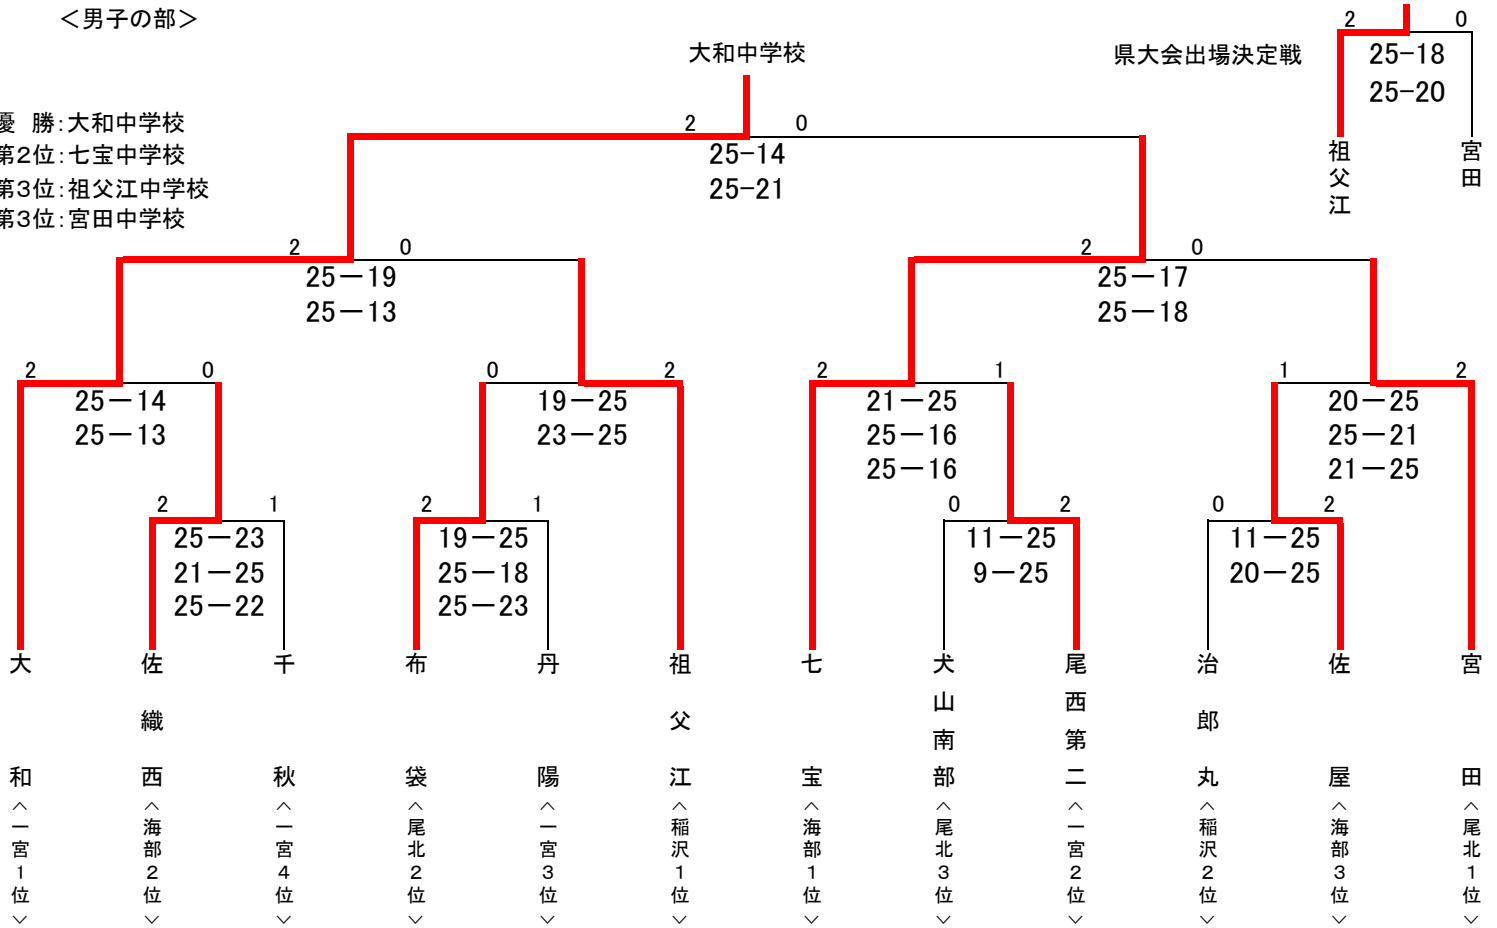 ＜男子の部＞
大和中学校
県大会出場決定戦
2 0
25-18
25-20
祖父江
宮田
優 勝:大和中学校
第2位:七宝中学校
第3位:祖父江中学校
第3位:宮田中学校
2 0
25-14
25-21
2 0
25－19
25－13
2 0
25－17
25－18
2 0
25－14
25－13
0 2
19－25
23－25
2 1
21－25
25－16
25－16
1 2
20－25
25－21
21－25
2 1
25－23
21－25
25－22
2 1
19－25
25－18
25－23
0 2
11－25
9－25
0 2
11－25
20－25
大和＜一宮1位＞
佐織西＜海部2位＞
千秋＜一宮4位＞
布袋＜尾北2位＞
丹陽＜一宮3位＞
祖父江＜稲沢1位＞
七宝＜海部1位＞
犬山南部＜尾北3位＞
尾西第二＜一宮2位＞
治郎丸＜稲沢2位＞
佐屋＜海部3位＞
宮田＜尾北1位＞